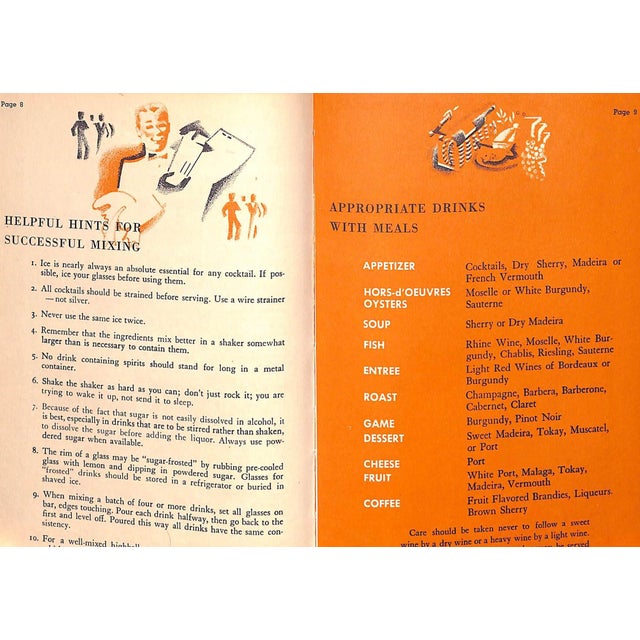 Page 8
HELPFUL HINTS FOR
SUCCESSFUL MIXING
1. Ice is nearly always an absolute essential for any cocktail. If pos-
sible, ice your glasses before using them.
2. All cocktails should be strained before serving. Use a wire strainer
—not silver.
3. Never use the same ice twice.
4. Remember that the ingredients mix better in a shaker somewhat
larger than is necessary to contain them.
5. No drink containing spirits should stand for long in a metal
container.
6. Shake the shaker as hard as you can; don't just rock it; you are
trying to wake it up, not send it to sleep.
7. Because of the fact that sugar is not easily dissolved in alcohol, it
is best, especially in drinks that are to be stirred rather than shaken,
to dissolve the sugar before adding the liquor. Always use pow-
dered sugar when available.
8. The rim of a glass may be "sugar-frosted" by rubbing pre-cooled
glass with lemon and dipping in powdered sugar. Glasses for
"frosted" drinks should be stored in a refrigerator or buried in
shaved ice.
9. When mixing a batch of four or more drinks, set all glasses on
bar, edges touching. Pour each drink halfway, then go back to the
first and level off. Poured this way all drinks have the same con-
sistency.
10. For a well-mixed highball
Page 9
APPROPRIATE DRINKS
WITH MEALS
APPETIZER Cocktails, Dry Sherry, Madeira or
French Vermouth
HORS-d'OEUVRES Moselle or White Burgundy,
OYSTERS Sauterne
SOUP Sherry or Dry Madeira
FISH Rhine Wine, Moselle, White Bur-
gundy, Chablis, Riesling, Sauterne
ENTREE Light Red Wines of Bordeaux or
Burgundy
ROAST Champagne, Barbera, Barberone,
Cabernet, Claret
GAME Burgundy, Pinot Noir
DESSERT Sweet Madeira, Tokay, Muscatel,
or Port
CHEESE Port
FRUIT White Port, Malaga, Tokay,
Madeira, Vermouth
COFFEE Fruit Flavored Brandies, Liqueurs.
Brown Sherry
Care should be taken never to follow a sweet
wine by a dry wine or a heavy wine by a light wine.
to be served